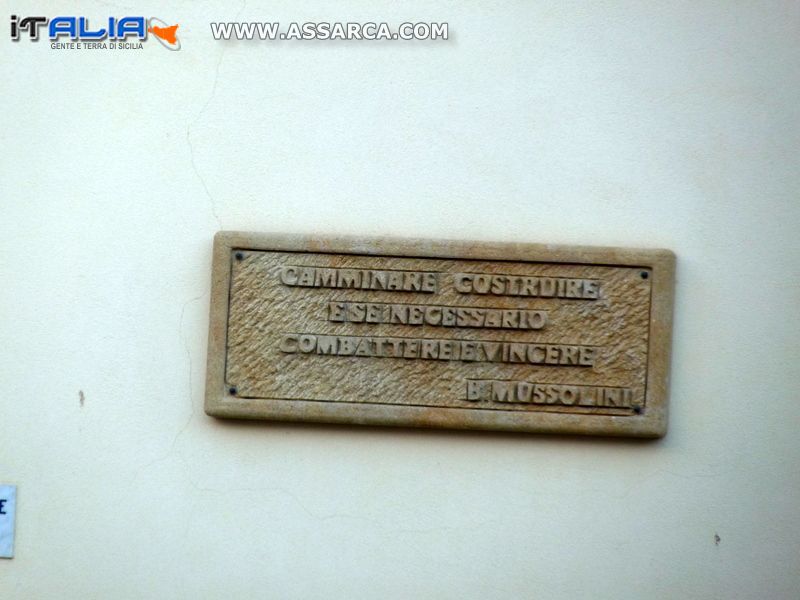 iTALIA
GENTE E TERRA DI SICILIA
WWW.ASSARCA.COM
CAMMINARE COSTRUIRE
E SE NECESSARIO
COMBATTERE E VINCERE
B. MUSSOLINI
E